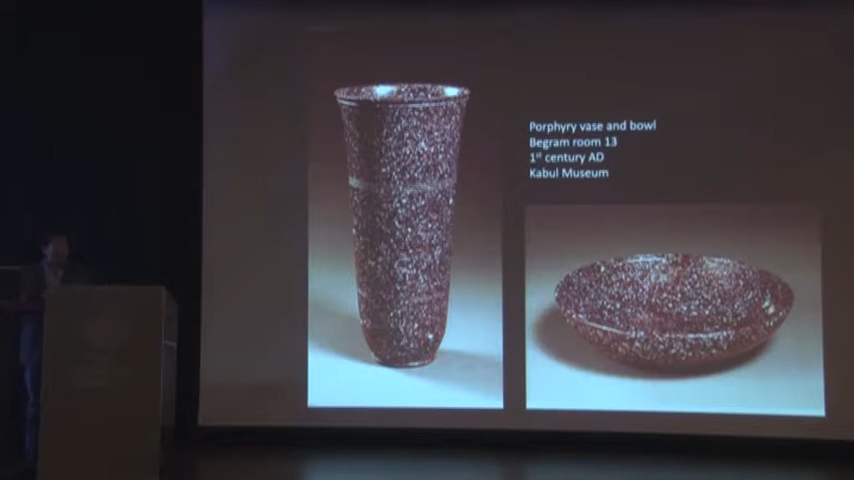 Porphyry vase and bowl
Begram room 13
1st century AD
Kabul Museum